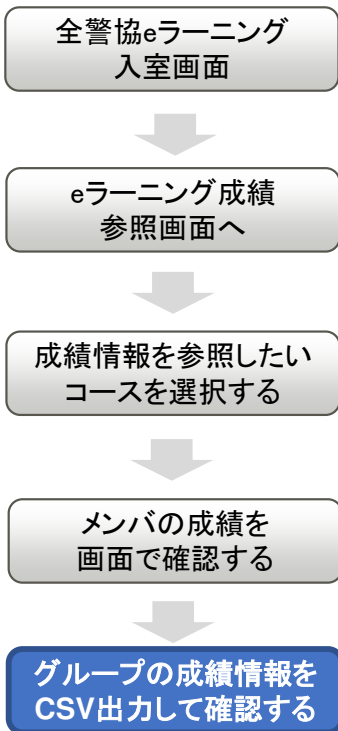 全警協eラーニング
入室画面
eラーニング成績
参照画面へ
成績情報を参照したい
コースを選択する
メンバの成績を
画面で確認する
グループの成績情報を
CSV出力して確認する